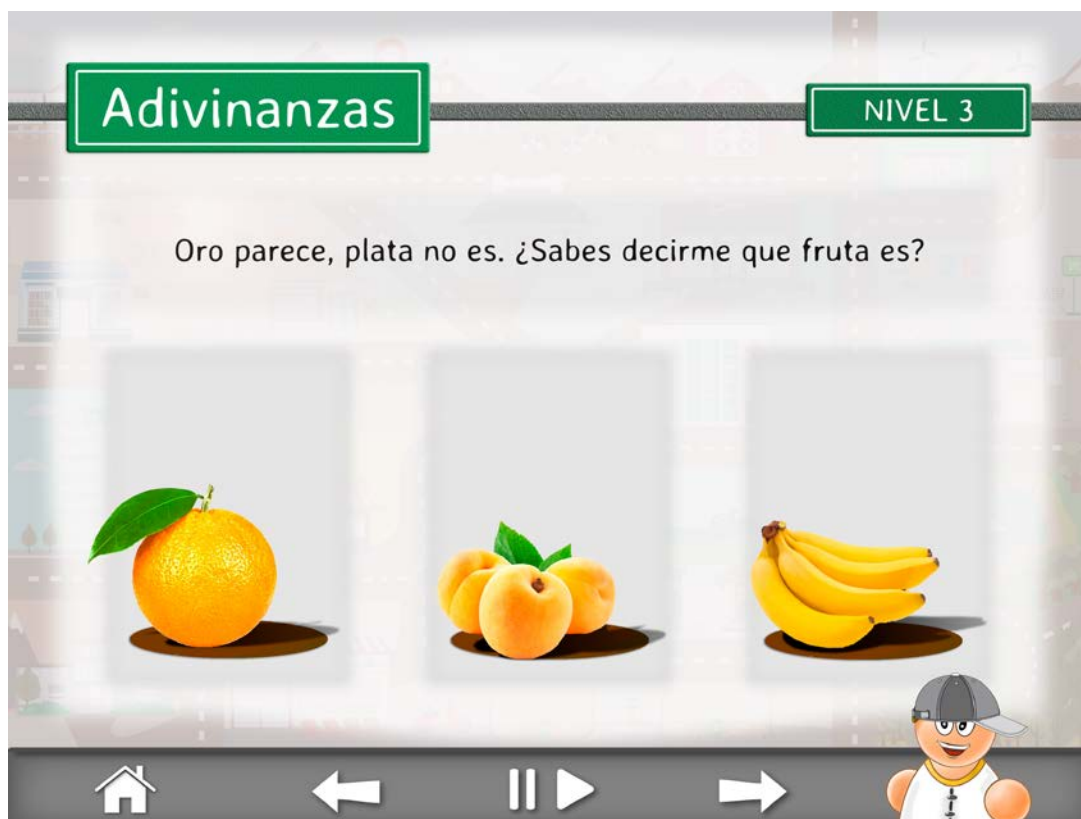 Adivinanzas
NIVEL 3
Oro parece, plata no es. ¿Sabes decirme que fruta es?